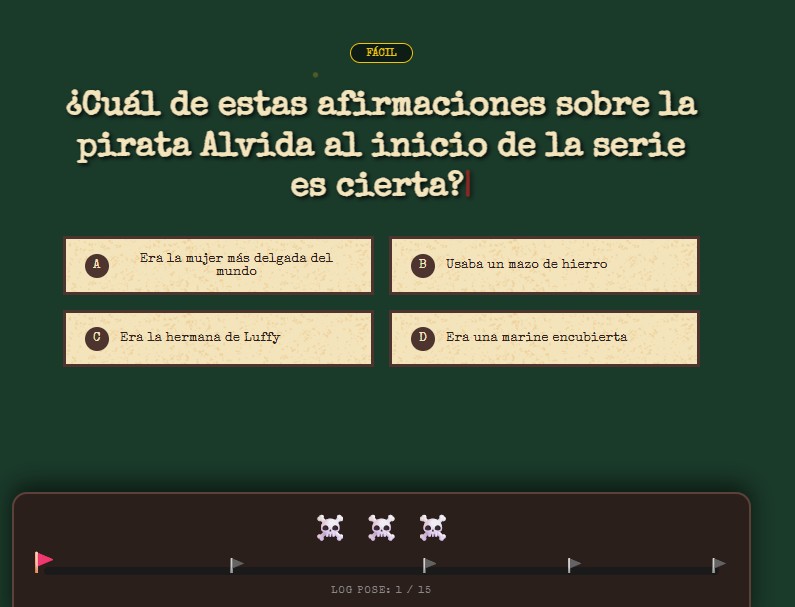 FÁCIL
¿Cuál de estas afirmaciones sobre la
pirata Alvida al inicio de la serie
es cierta?
A Era la mujer más delgada del
mundo
B Usaba un mazo de hierro
C Era la hermana de Luffy
D Era una marine encubierta
LOG POSE: 1 / 15